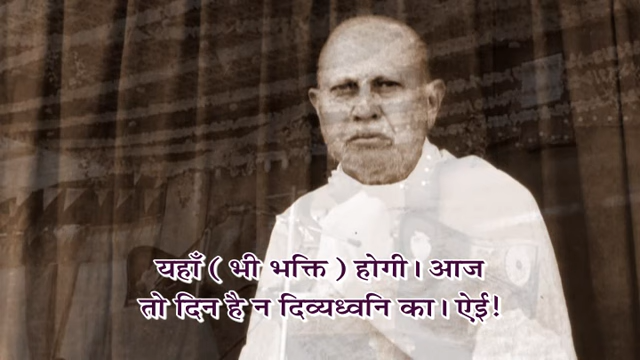 यहाँ ( भी भक्ति ) होगी। आज
तो दिन है न दिव्यध्वनि का। ऐई!